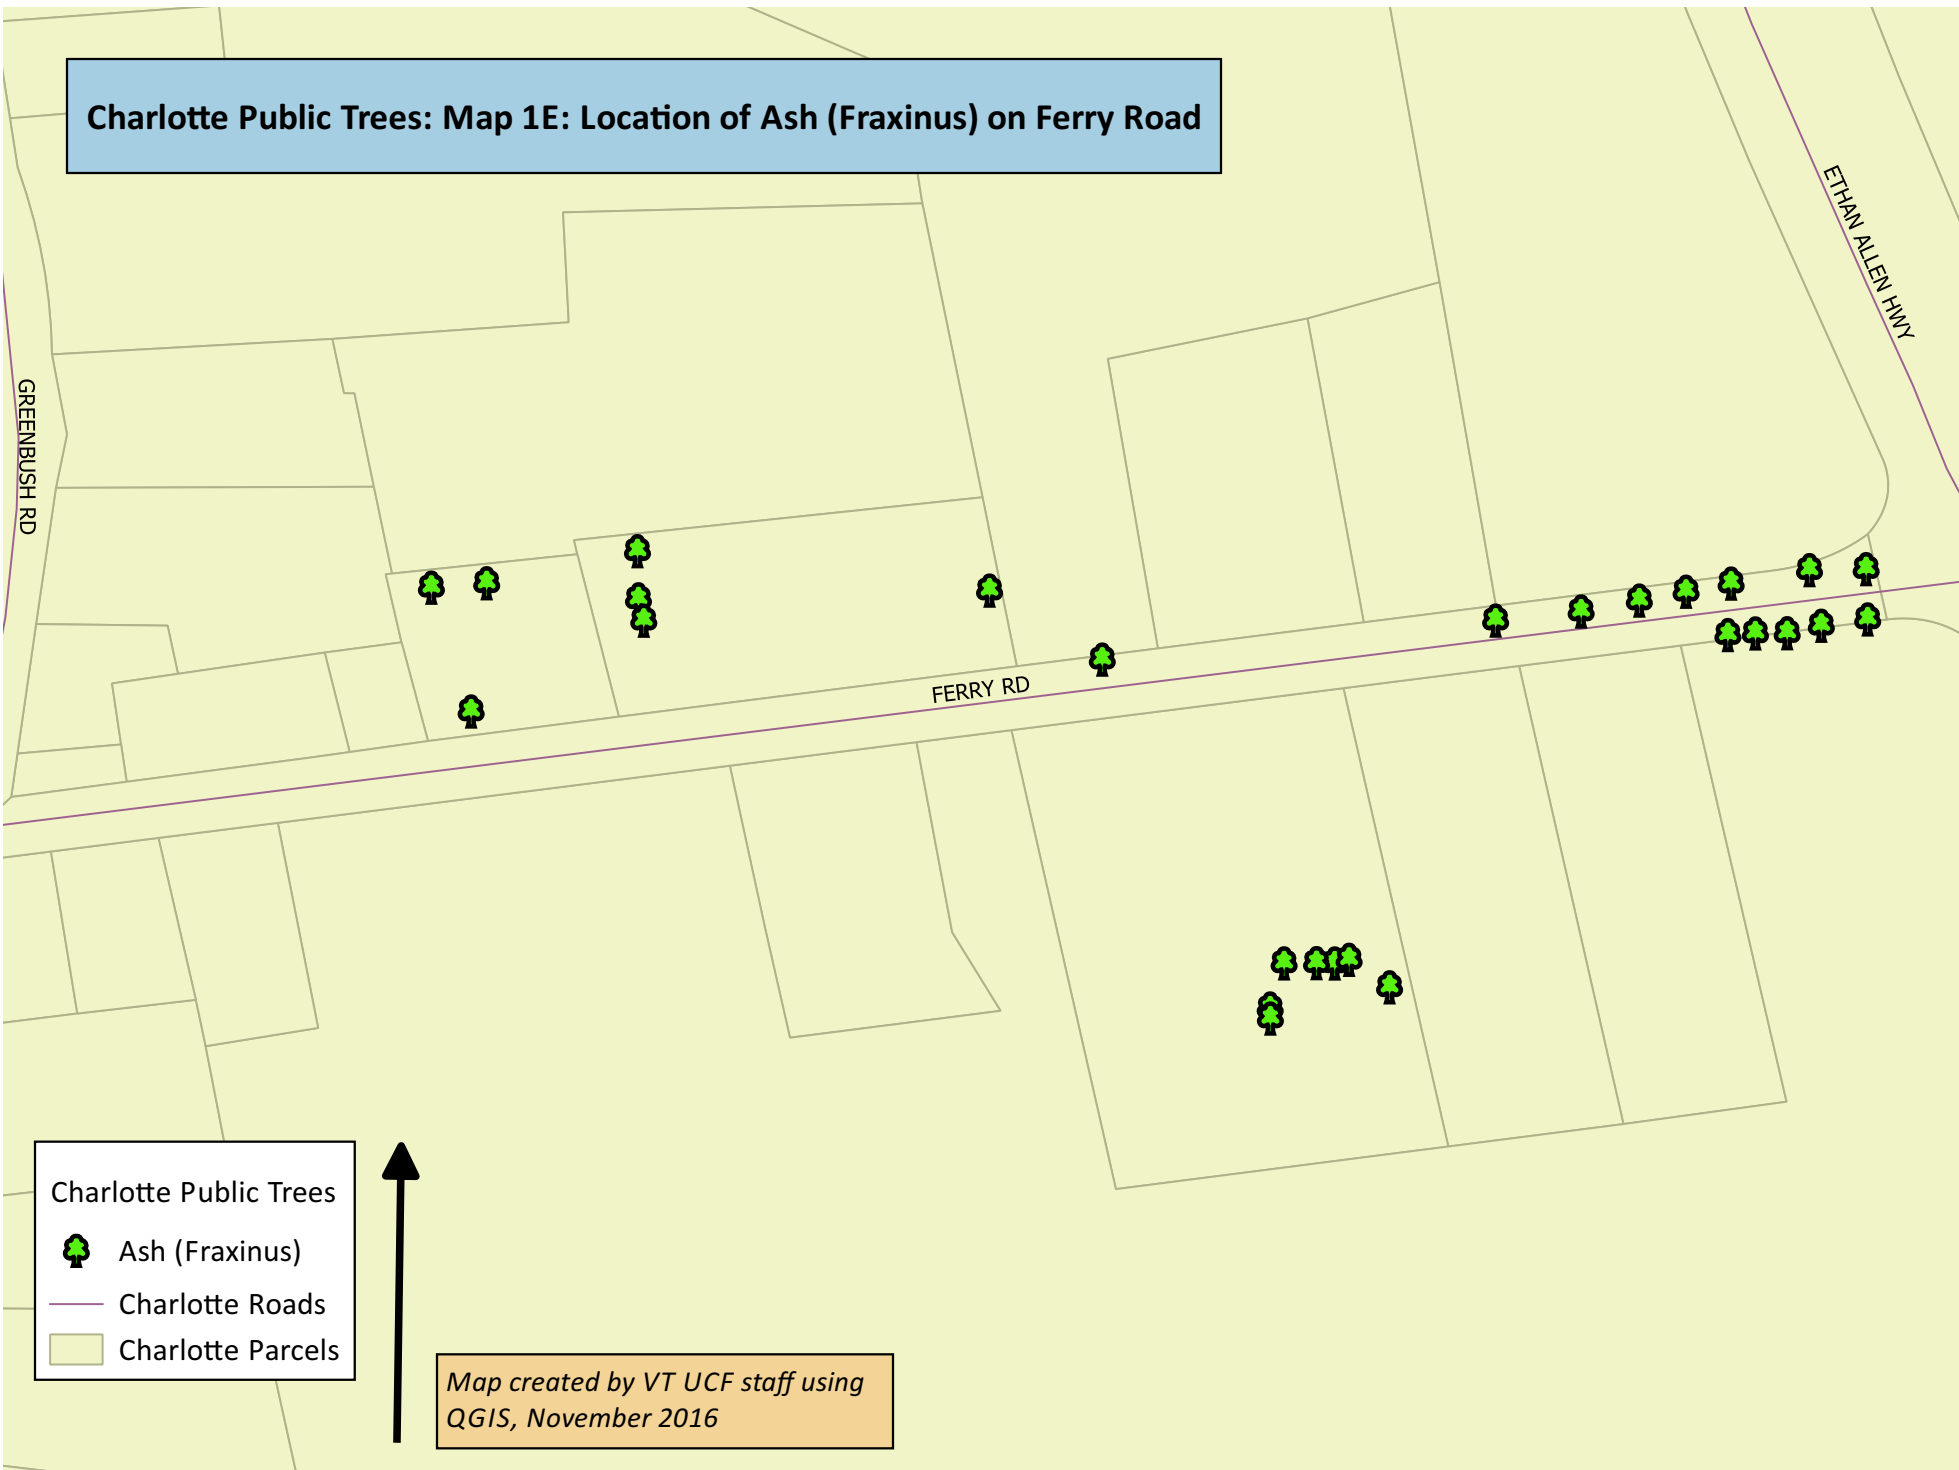 Charlotte Public Trees: Map 1E: Location of Ash (Fraxinus) on Ferry Road
ETHAN ALLEN HWY
GREENBUSH RD
FERRY RD
Charlotte Public Trees
Ash (Fraxinus)
Charlotte Roads
Charlotte Parcels
Map created by VT UCF staff using
QGIS, November 2016